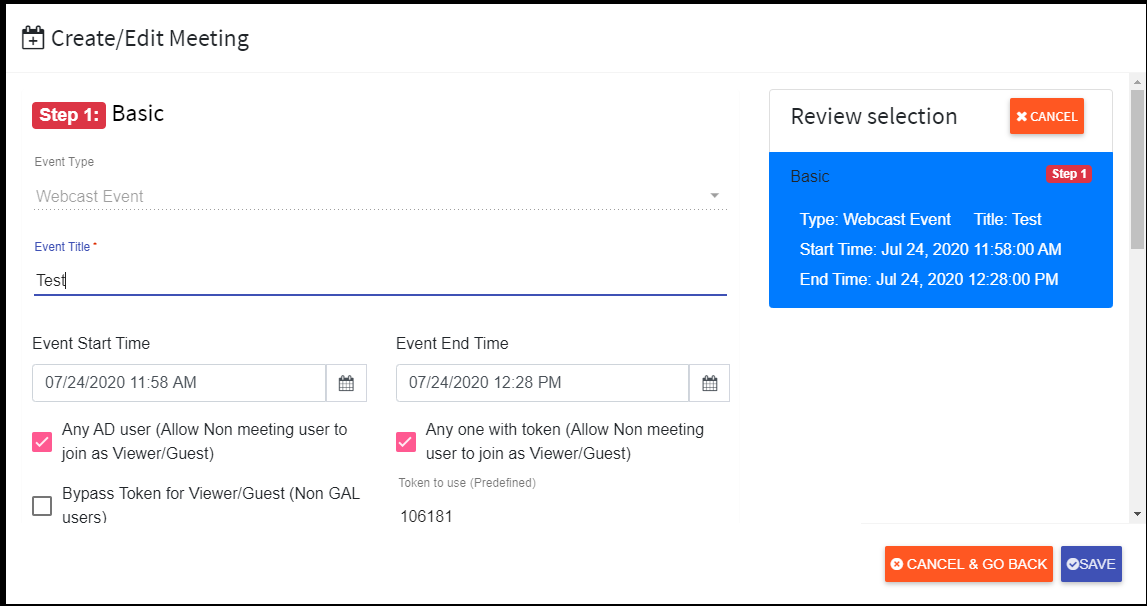 Create/Edit Meeting
Step 1: Basic
Event Type
Webcast Event
Event Title *
Test
Event Start Time
07/24/2020 11:58 AM
Event End Time
07/24/2020 12:28 PM
Any AD user (Allow Non meeting user to
join as Viewer/Guest)
Any one with token (Allow Non meeting
user to join as Viewer/Guest)
Bypass Token for Viewer/Guest (Non GAL
users)
Token to use (Predefined)
106181
Review selection
CANCEL
Basic
Step 1
Type: Webcast Event Title: Test
Start Time: Jul 24, 2020 11:58:00 AM
End Time: Jul 24, 2020 12:28:00 PM
CANCEL & GO BACK
SAVE